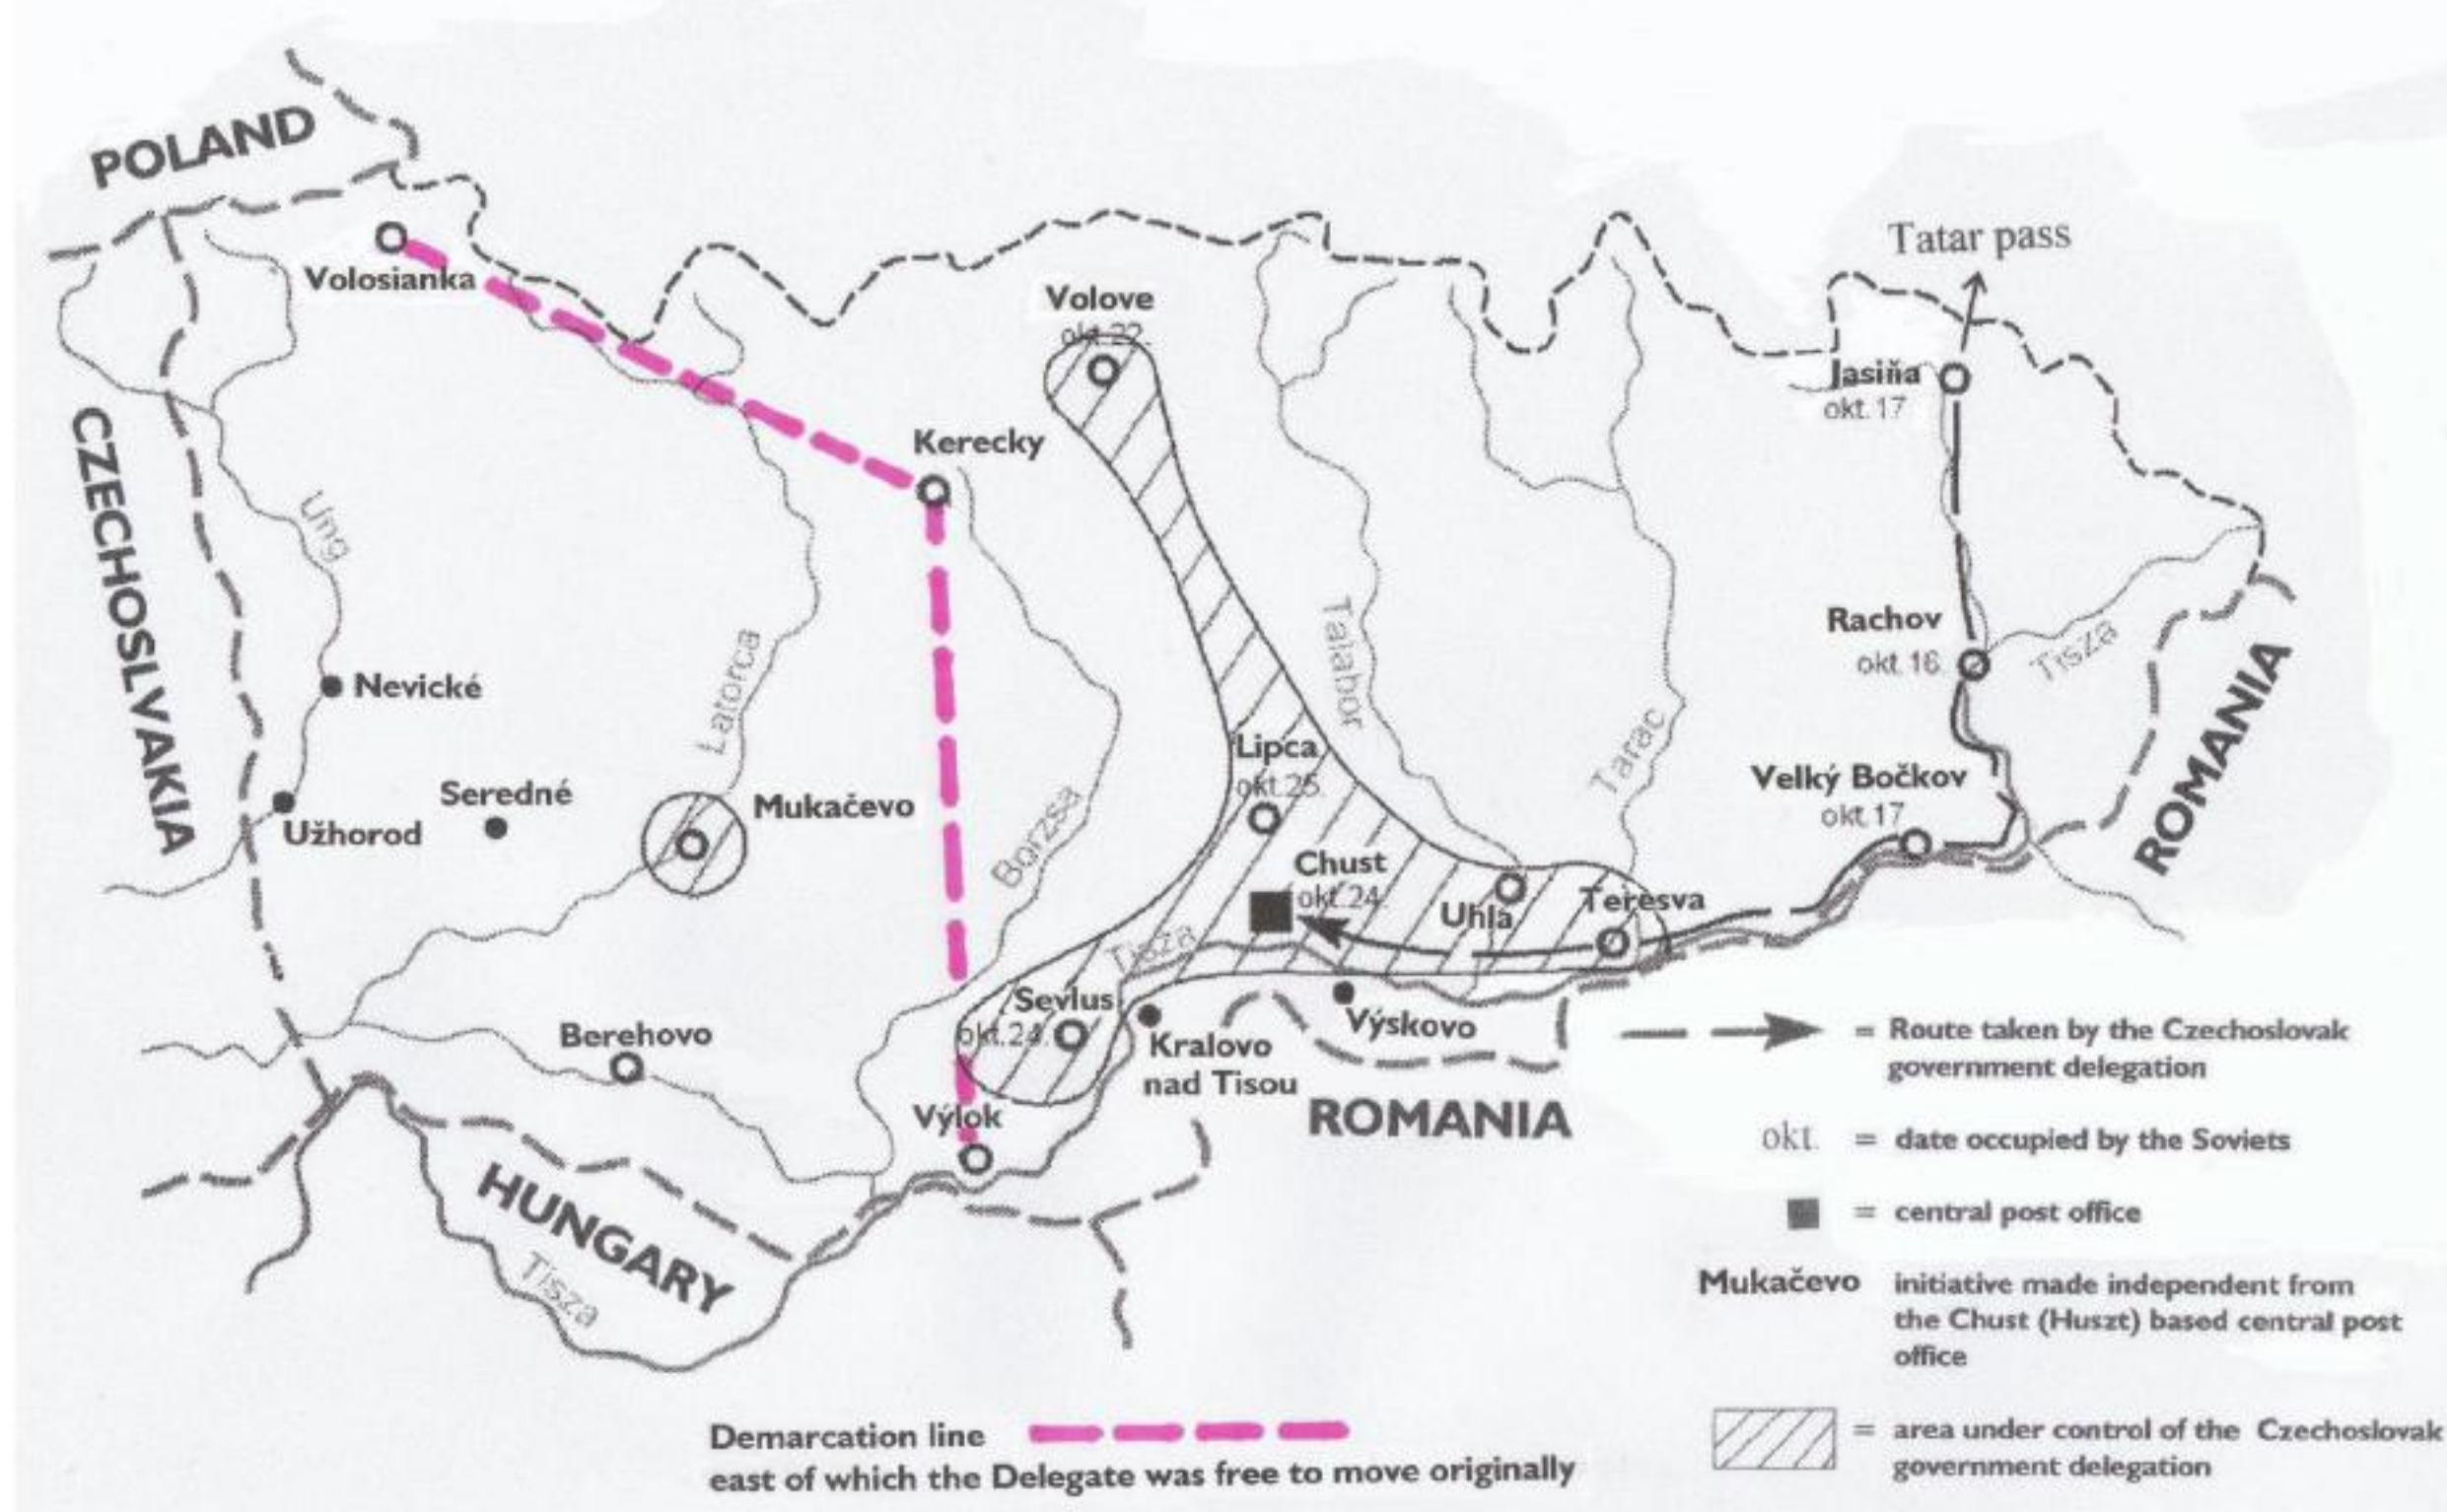 POLAND
Volosianka
Tatar pass
Volove
okt.22.
Jasiňa
okt.17
CZECHOSLVAKIA
Kerecky
Ung
Rachov
okt. 16.
Tisza
ROMANIA
Nevické
Latorca
Talabor
Tarac
Lipca
okt.25.
Velký Bočkov
okt.17
Seredné
Mukačevo
Užhorod
Borzsa
Chust
okt.24.
Uhla
Teresva
Tisza
Sevlus
okt.24.
Výskovo
Berehovo
Kralovo
nad Tisou
Výlok
ROMANIA
HUNGARY
Tisza
= Route taken by the Czechoslovak
government delegation
okt. = date occupied by the Soviets
= central post office
Mukačevo initiative made independent from
the Chust (Huszt) based central post
office
= area under control of the Czechoslovak
government delegation
Demarcation line
east of which the Delegate was free to move originally